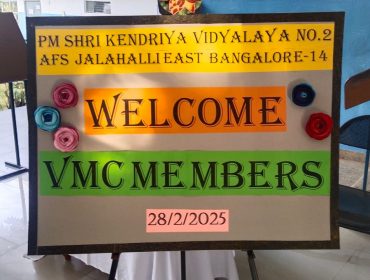 PM SHRI KENDRIYA VIDYALAYA NO.2
AFS JALAHALLI EAST BANGALORE-14
WELCOME
VMC MEMBERS
28/2/2025